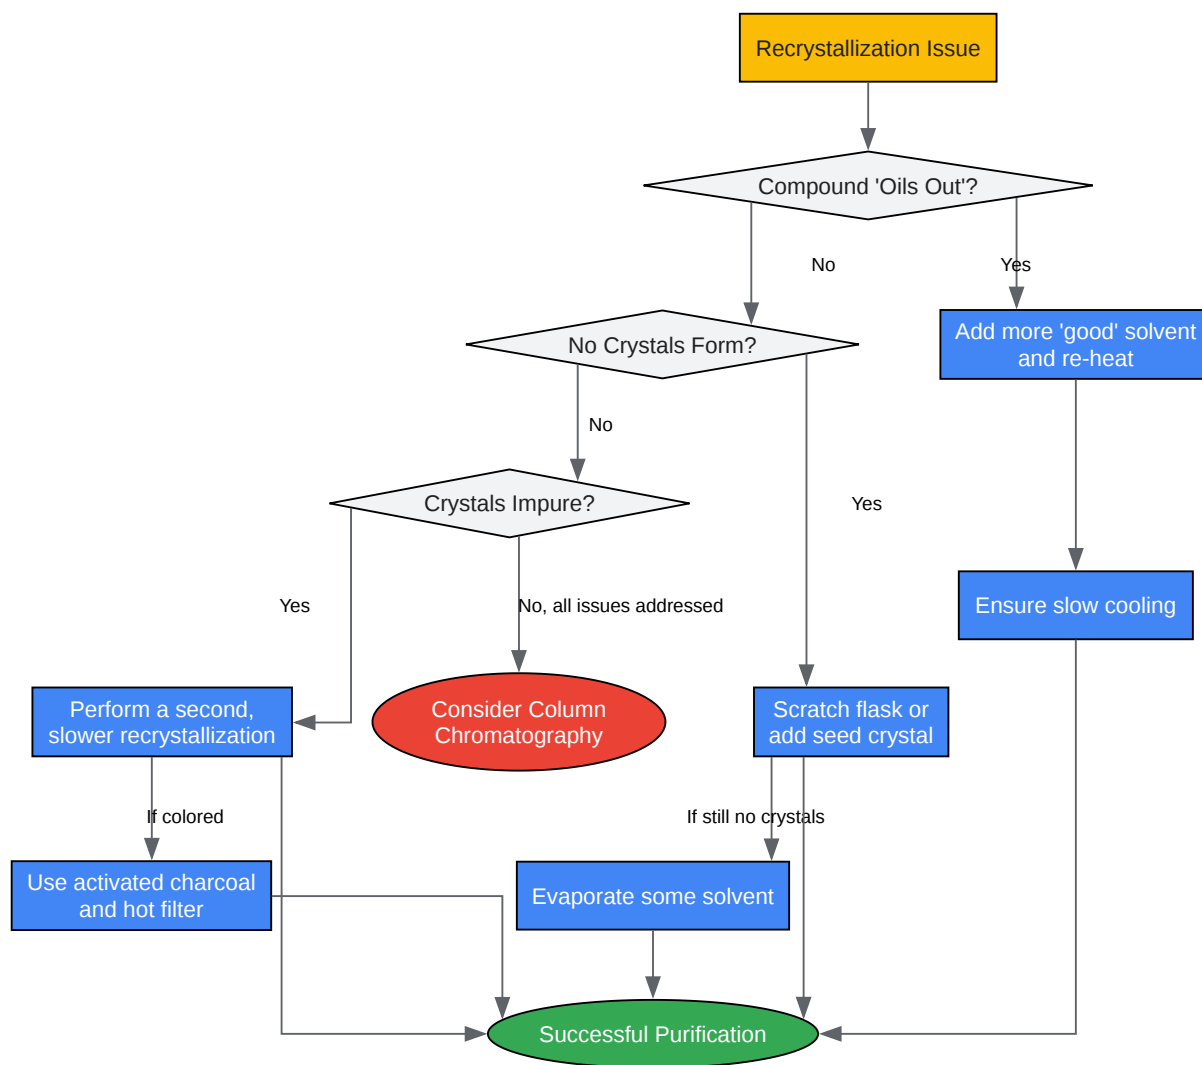 Recrystallization Issue
Compound 'Oils Out'?
No
Yes
No Crystals Form?
Add more 'good' solvent
and re-heat
No
Crystals Impure?
Yes
Yes
No, all issues addressed
Ensure slow cooling
Perform a second,
slower recrystallization
Consider Column
Chromatography
Scratch flask or
add seed crystal
If colored
If still no crystals
Use activated charcoal
and hot filter
Evaporate some solvent
Successful Purification